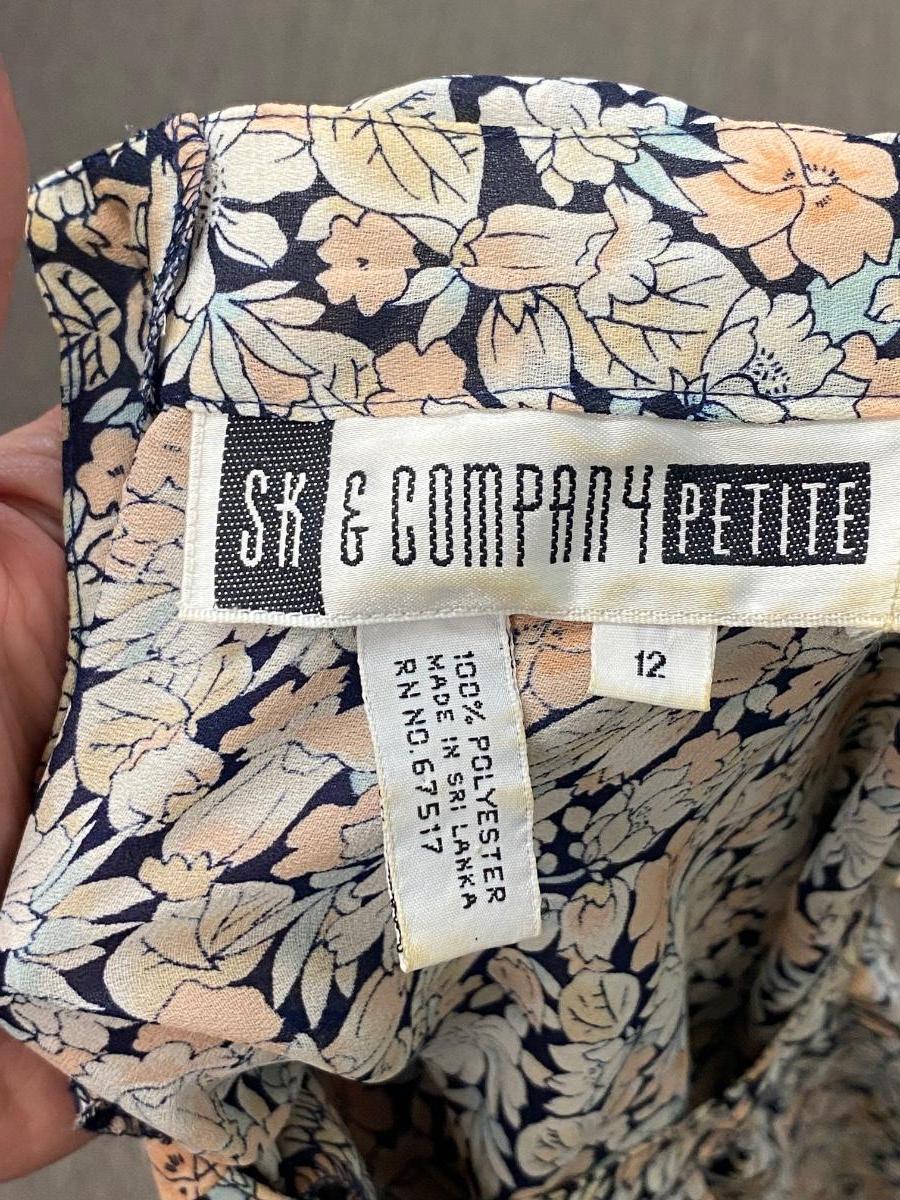 SK & COMPANY PETITE
12
100% POLYESTER
MADE IN SRI LANKA
RN NO.67517